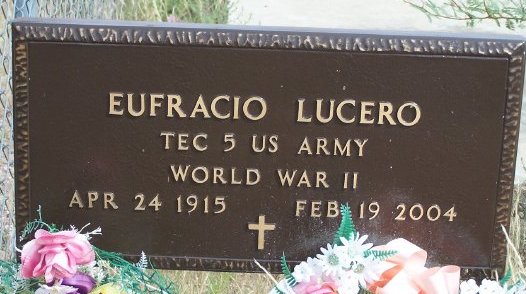 EUFRACIO LUCERO
TEC 5 US ARMY
WORLD WAR II
APR 24 1915 FEB 19 2004